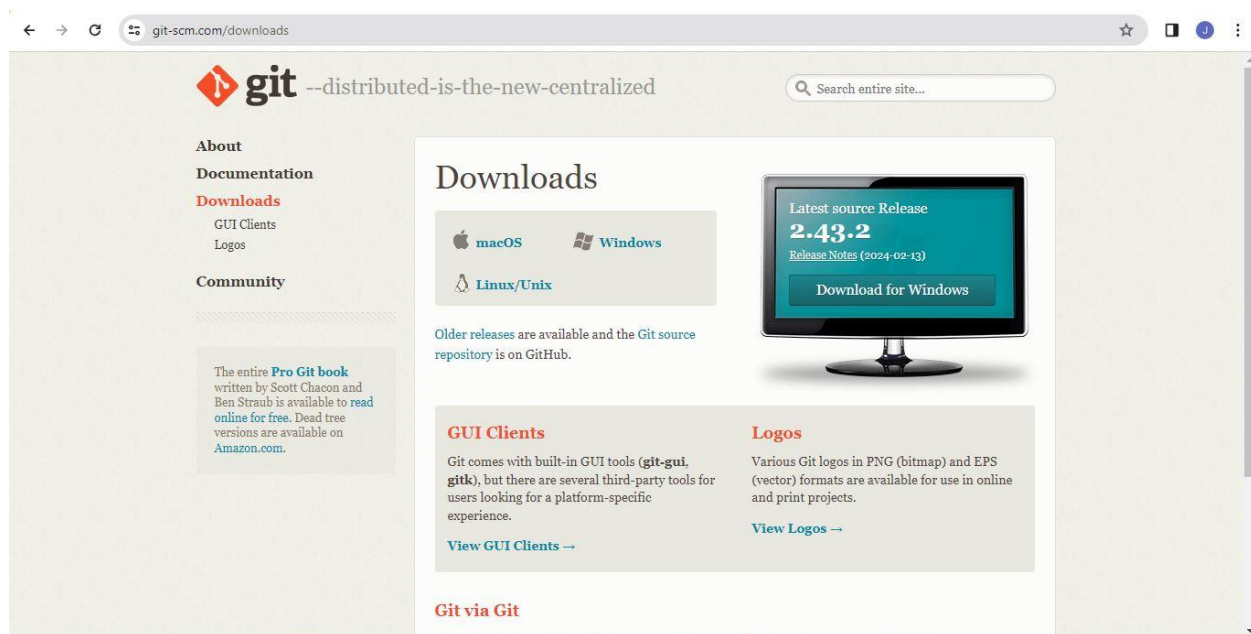 git-scm.com/downloads
J
git --distributed-is-the-new-centralized
Search entire site...
About
Documentation
Downloads
GUI Clients
Logos
Community
The entire Pro Git book
written by Scott Chacon and
Ben Straub is available to read
online for free. Dead tree
versions are available on
Amazon.com.
Downloads
macOS
Windows
Linux/Unix
Older releases are available and the Git source
repository is on GitHub.
Latest source Release
2.43.2
Release Notes (2024-02-13)
Download for Windows
GUI Clients
Git comes with built-in GUI tools (git-gui,
gitk), but there are several third-party tools for
users looking for a platform-specific
experience.
View GUI Clients →
Logos
Various Git logos in PNG (bitmap) and EPS
(vector) formats are available for use in online
and print projects.
View Logos →
Git via Git